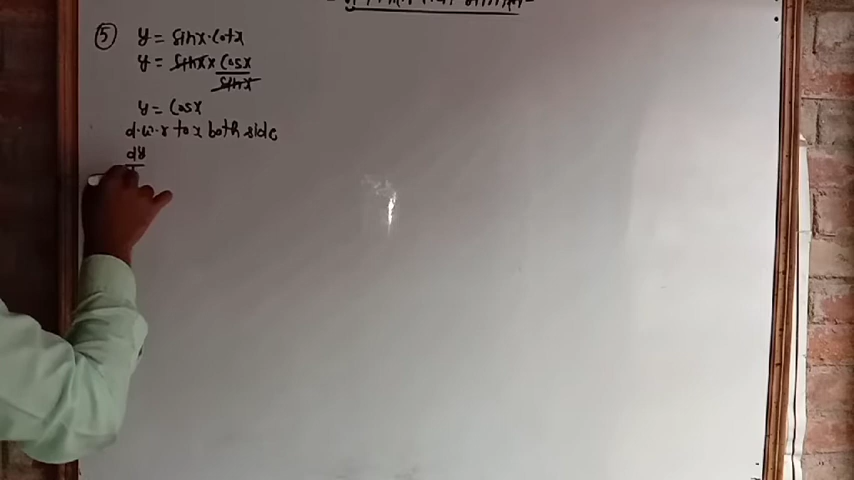 ⑤ y = sinx·Cotx
y = sinx x Cosx
sinx
y = Cosx
d·w·r to x both side
dy